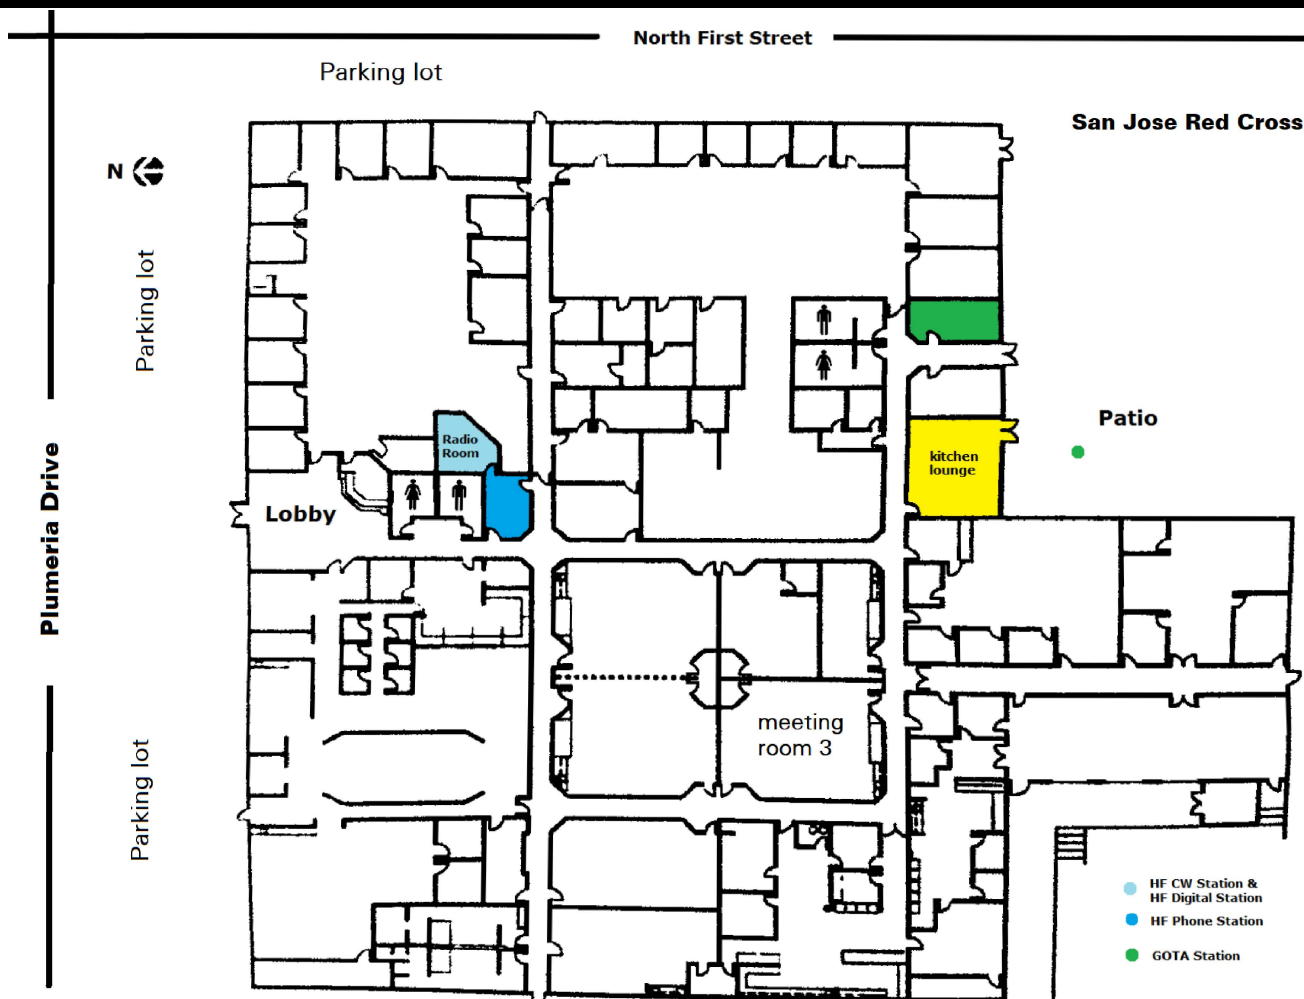 North First Street
Parking lot
San Jose Red Cross
N
Parking lot
Patio
Radio
Room
kitchen
lounge
Plumeria Drive
Lobby
meeting
room 3
Parking lot
HF CW Station &
HF Digital Station
HF Phone Station
GOTA Station